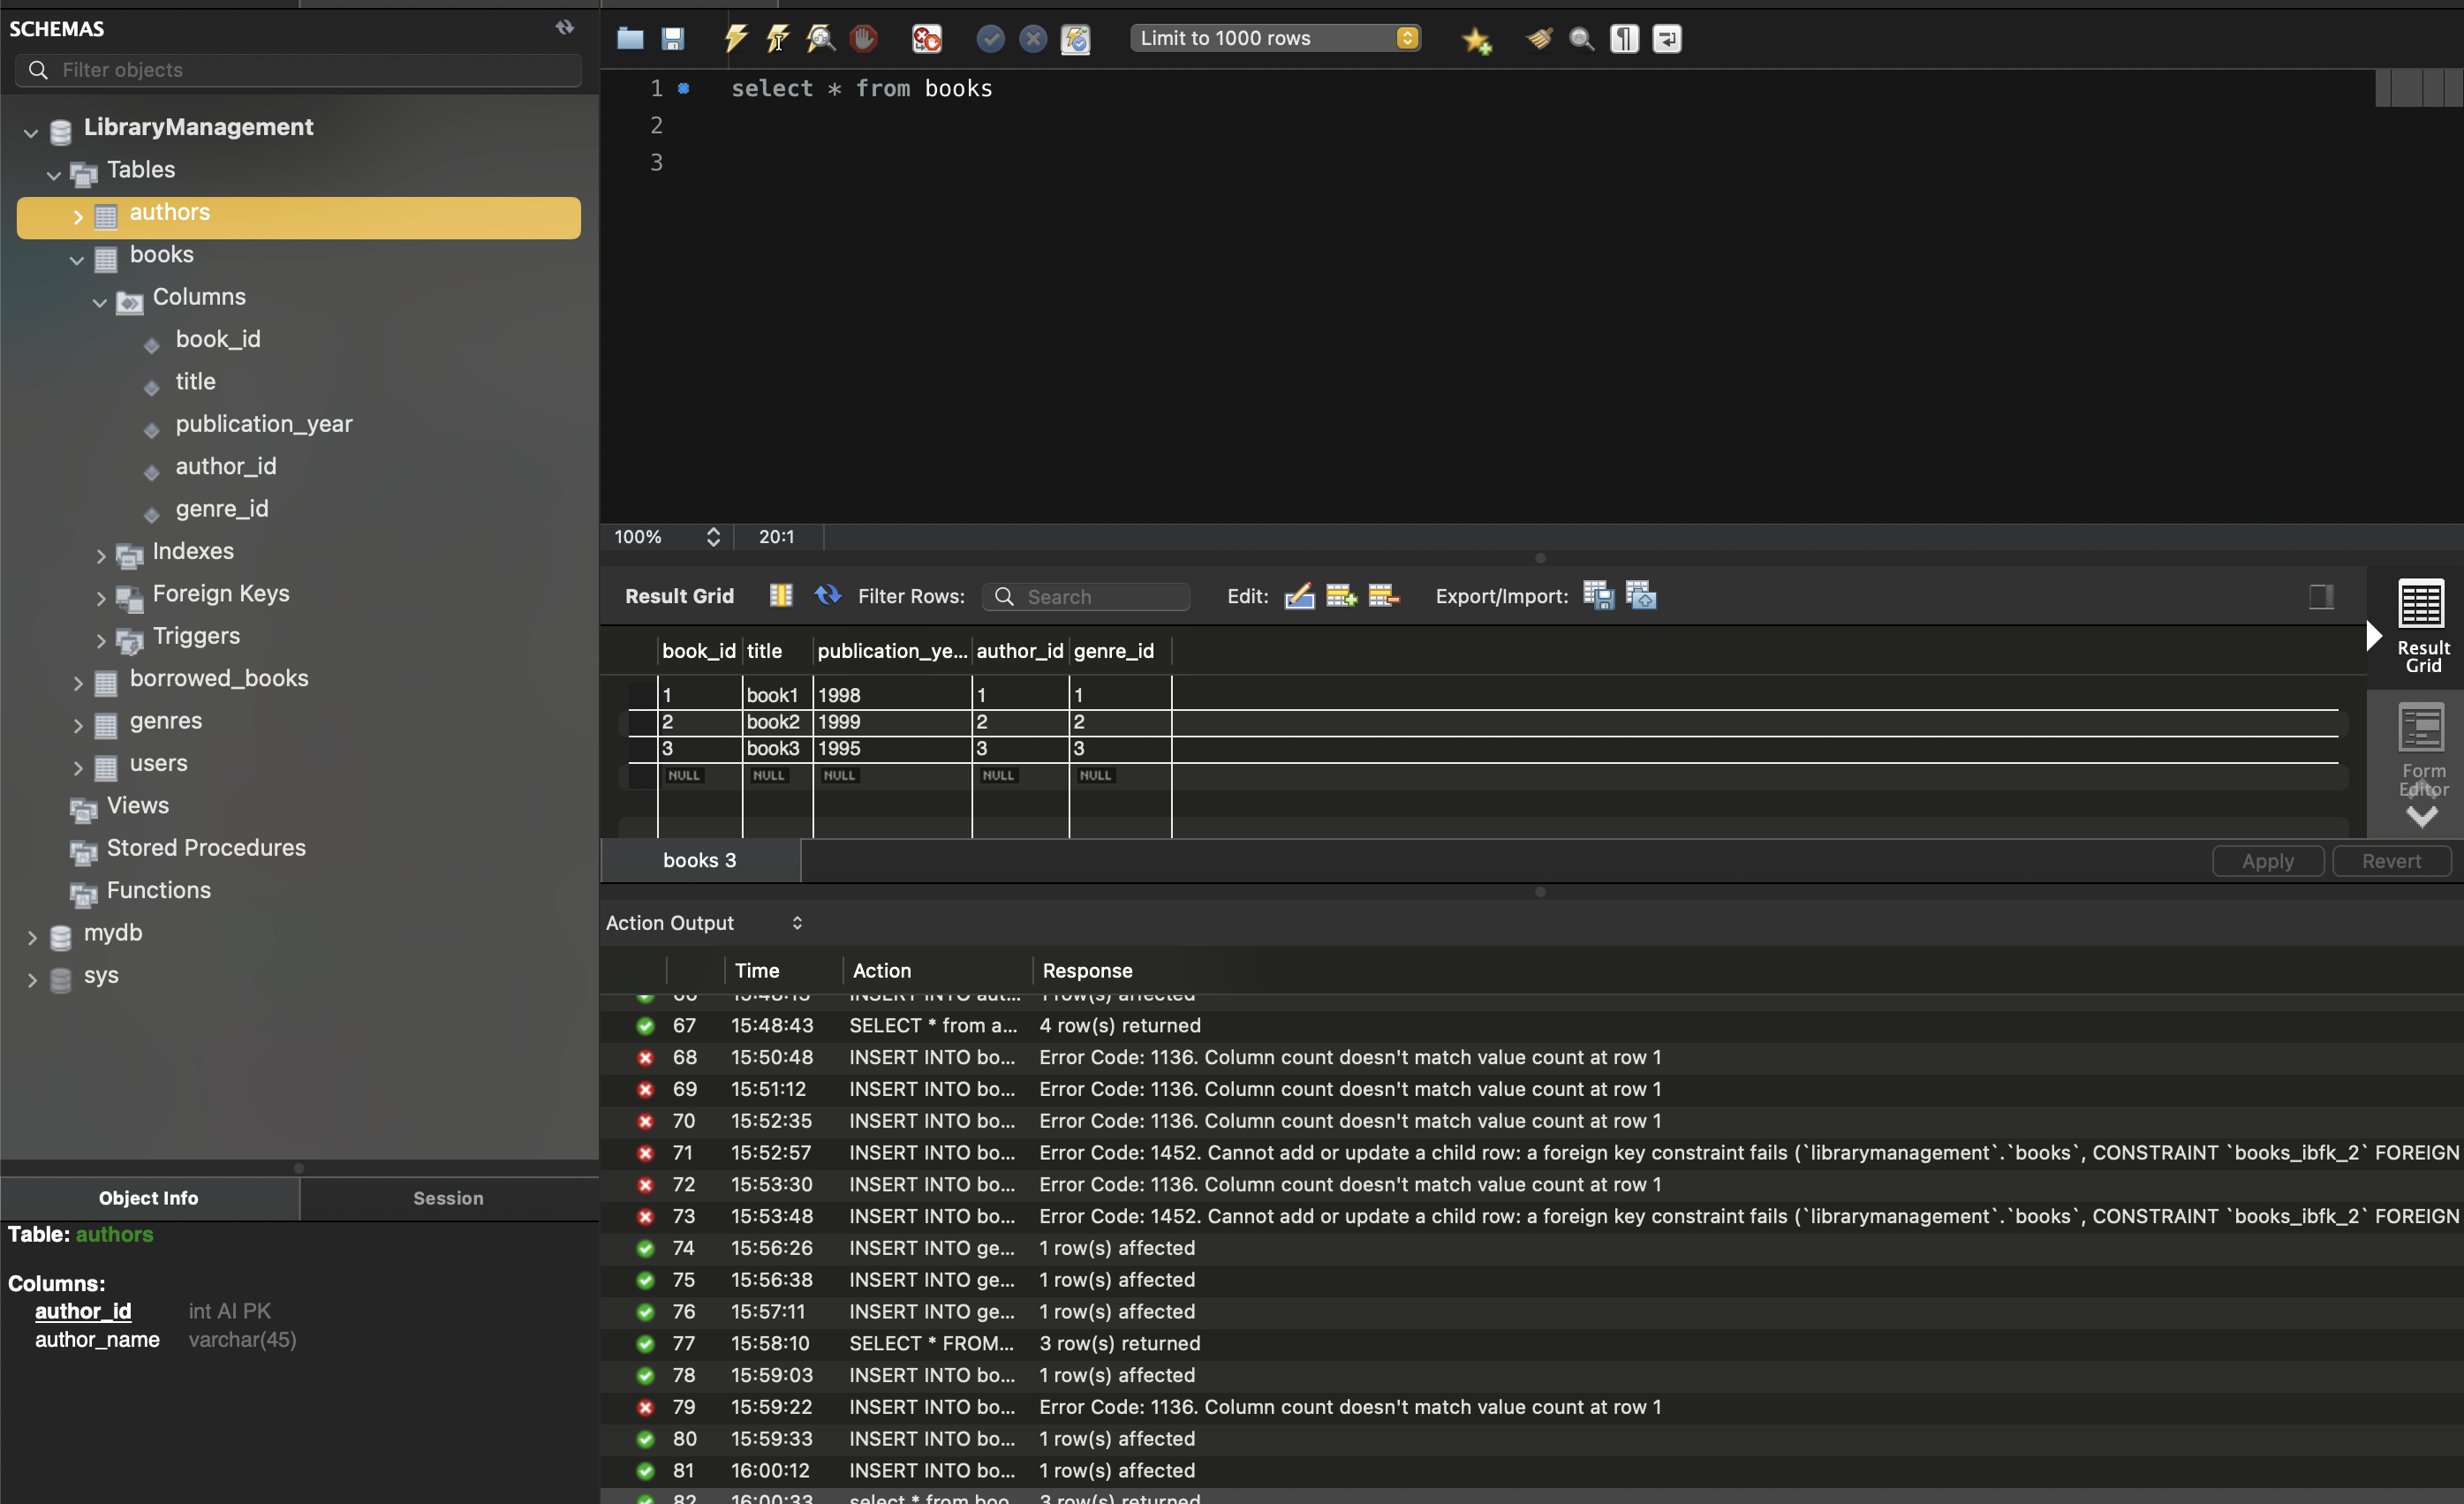 SCHEMAS
Filter objects
LibraryManagement
Tables
authors
books
Columns
book_id
title
publication_year
author_id
genre_id
Indexes
Foreign Keys
Triggers
borrowed_books
genres
users
Views
Stored Procedures
Functions
mydb
sys
Object Info Session
Table: authors
Columns:
author_id int AI PK
author_name varchar(45)
Limit to 1000 rows
1 select * from books
2
3
100% 20:1
Result Grid Filter Rows: Search Edit: Export/Import:
book_id title publication_ye... author_id genre_id
1 book1 1998 1 1
2 book2 1999 2 2
3 book3 1995 3 3
NULL NULL NULL NULL NULL
Result
Grid
Form
Editor
books 3 Apply Revert
Action Output
Time Action Response
66 15:48:13 INSERT INTO aut... 1 row(s) affected
67 15:48:43 SELECT * from a... 4 row(s) returned
68 15:50:48 INSERT INTO bo... Error Code: 1136. Column count doesn't match value count at row 1
69 15:51:12 INSERT INTO bo... Error Code: 1136. Column count doesn't match value count at row 1
70 15:52:35 INSERT INTO bo... Error Code: 1136. Column count doesn't match value count at row 1
71 15:52:57 INSERT INTO bo... Error Code: 1452. Cannot add or update a child row: a foreign key constraint fails (`librarymanagement`.`books`, CONSTRAINT `books_ibfk_2` FOREIGN
72 15:53:30 INSERT INTO bo... Error Code: 1136. Column count doesn't match value count at row 1
73 15:53:48 INSERT INTO bo... Error Code: 1452. Cannot add or update a child row: a foreign key constraint fails (`librarymanagement`.`books`, CONSTRAINT `books_ibfk_2` FOREIGN
74 15:56:26 INSERT INTO ge... 1 row(s) affected
75 15:56:38 INSERT INTO ge... 1 row(s) affected
76 15:57:11 INSERT INTO ge... 1 row(s) affected
77 15:58:10 SELECT * FROM... 3 row(s) returned
78 15:59:03 INSERT INTO bo... 1 row(s) affected
79 15:59:22 INSERT INTO bo... Error Code: 1136. Column count doesn't match value count at row 1
80 15:59:33 INSERT INTO bo... 1 row(s) affected
81 16:00:12 INSERT INTO bo... 1 row(s) affected
82 16:00:33 select * from boo... 3 row(s) returned